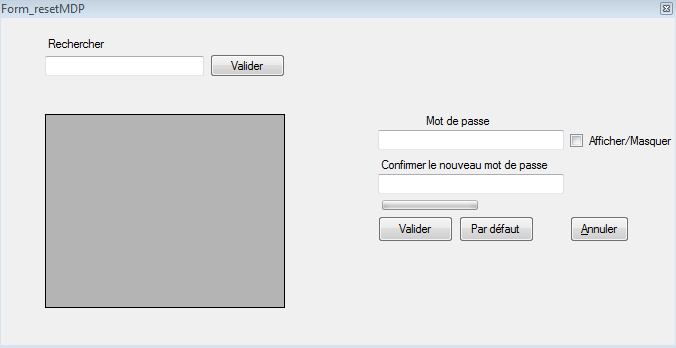 Form_resetMDP
Rechercher
Valider
Mot de passe
Afficher/Masquer
Confirmer le nouveau mot de passe
Valider
Par défaut
Annuler